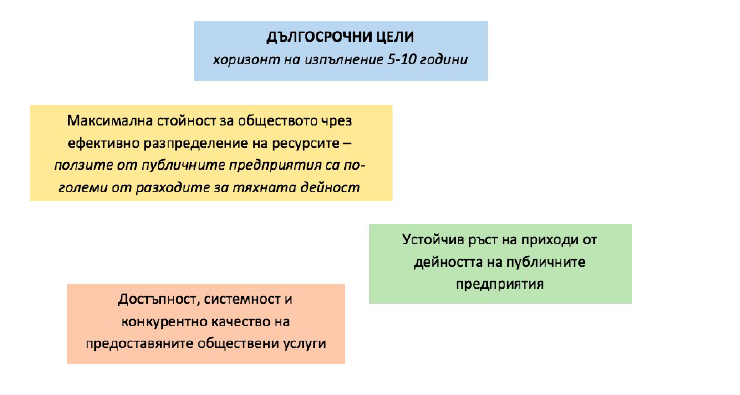 ДЪЛГОСРОЧНИ ЦЕЛИ
хоризонт на изпълнение 5-10 години
Максимална стойност за обществото чрез
ефективно разпределение на ресурсите –
ползите от публичните предприятия са по-
големи от разходите за тяхната дейност
Устойчив ръст на приходи от
дейността на публичните
предприятия
Достъпност, системност и
конкурентно качество на
предоставяните обществени услуги